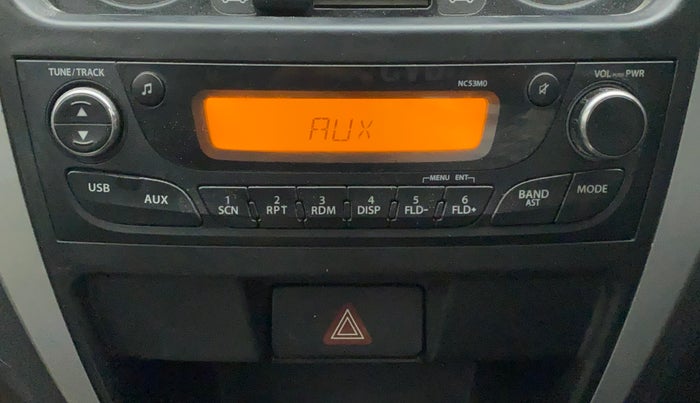 TUNE/TRACK
NC53M0
VOL PUSH PWR
AUX
MENU ENT
USB AUX
1 SCN
2 RPT
3 RDM
4 DISP
5 FLD-
6 FLD+
BAND AST
MODE